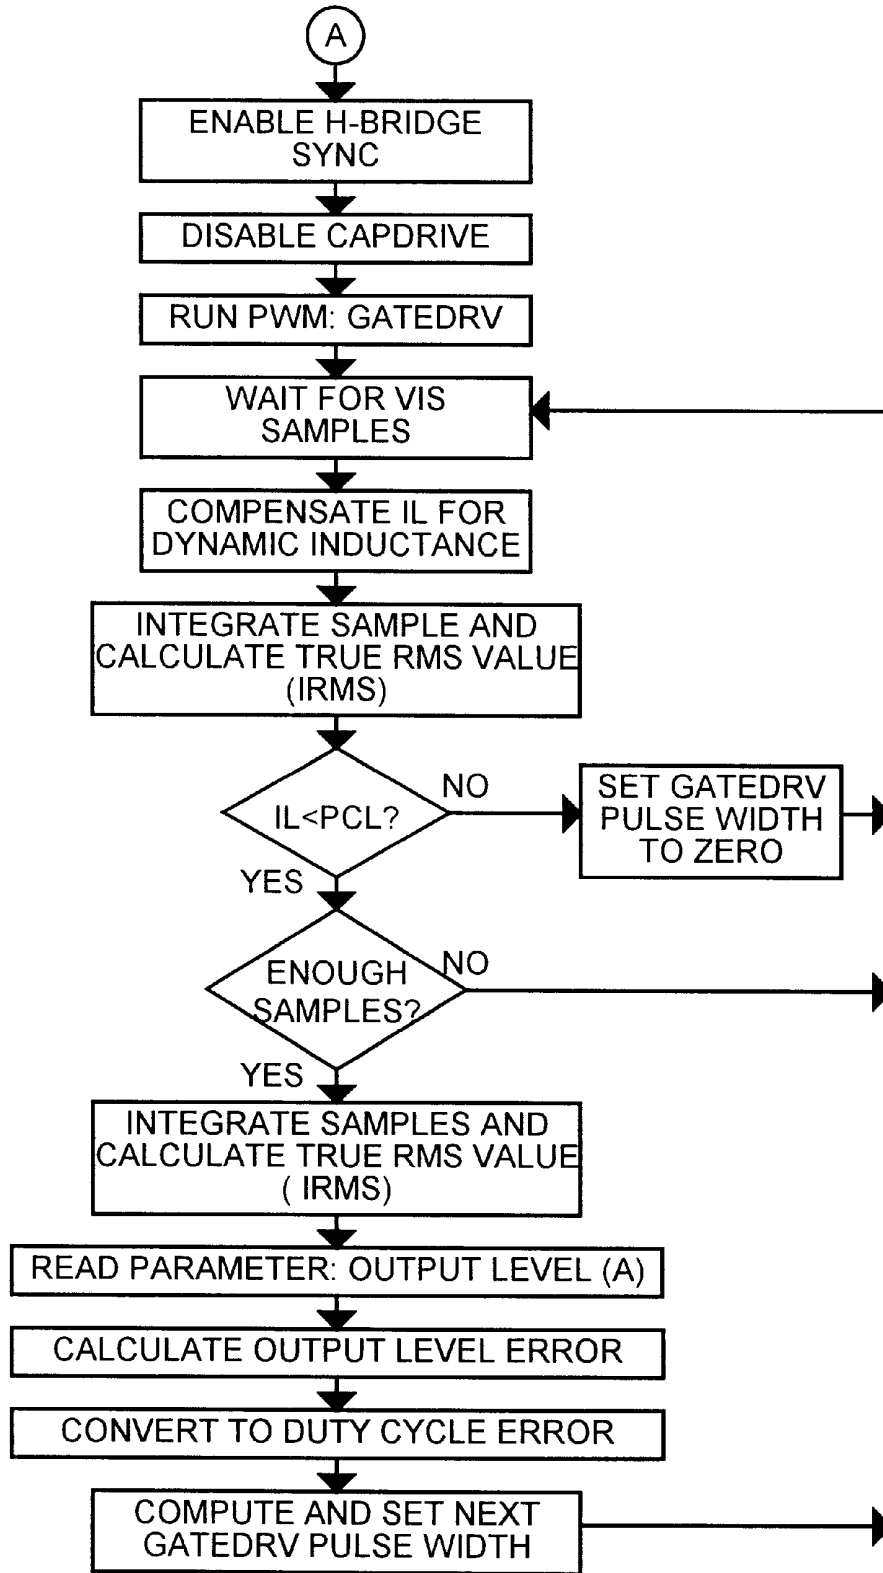 A
ENABLE H-BRIDGE
SYNC
DISABLE CAPDRIVE
RUN PWM: GATEDRV
WAIT FOR VIS
SAMPLES
COMPENSATE IL FOR
DYNAMIC INDUCTANCE
INTEGRATE SAMPLE AND
CALCULATE TRUE RMS VALUE
(IRMS)
IL<PCL?
NO
SET GATEDRV
PULSE WIDTH
TO ZERO
YES
ENOUGH
SAMPLES?
NO
YES
INTEGRATE SAMPLES AND
CALCULATE TRUE RMS VALUE
( IRMS)
READ PARAMETER: OUTPUT LEVEL (A)
CALCULATE OUTPUT LEVEL ERROR
CONVERT TO DUTY CYCLE ERROR
COMPUTE AND SET NEXT
GATEDRV PULSE WIDTH